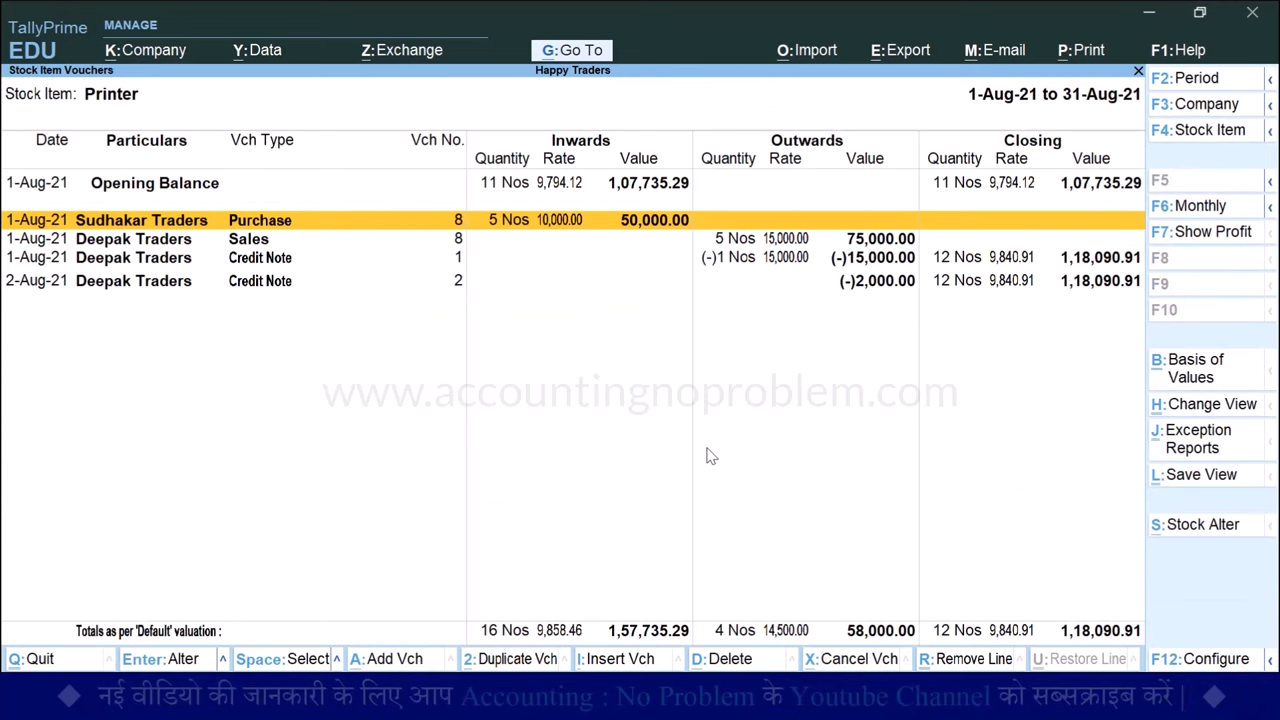 TallyPrime
EDU
MANAGE
K:Company Y:Data Z:Exchange G:Go To O:Import E:Export M:E-mail P:Print F1:Help
Stock Item Vouchers Happy Traders
Stock Item: Printer 1-Aug-21 to 31-Aug-21
Date Particulars Vch Type Vch No. Inwards Outwards Closing
Quantity Rate Value Quantity Rate Value Quantity Rate Value
1-Aug-21 Opening Balance 11 Nos 9,794.12 1,07,735.29 11 Nos 9,794.12 1,07,735.29
1-Aug-21 Sudhakar Traders Purchase 8 5 Nos 10,000.00 50,000.00
1-Aug-21 Deepak Traders Sales 8 5 Nos 15,000.00 75,000.00
1-Aug-21 Deepak Traders Credit Note 1 (-)1 Nos 15,000.00 (-)15,000.00 12 Nos 9,840.91 1,18,090.91
2-Aug-21 Deepak Traders Credit Note 2 (-)2,000.00 12 Nos 9,840.91 1,18,090.91
www.accountingnoproblem.com
Totals as per 'Default' valuation : 16 Nos 9,858.46 1,57,735.29 4 Nos 14,500.00 58,000.00 12 Nos 9,840.91 1,18,090.91
F2:Period
F3:Company
F4:Stock Item
F5
F6:Monthly
F7:Show Profit
F8
F9
F10
B:Basis of
Values
H:Change View
J:Exception
Reports
L:Save View
S:Stock Alter
Q:Quit Enter:Alter Space:Select A:Add Vch 2:Duplicate Vch I:Insert Vch D:Delete X:Cancel Vch R:Remove Line U:Restore Line F12:Configure
नई वीडियो की जानकारी के लिए आप Accounting : No Problem के Youtube Channel को सब्सक्राइब करें |